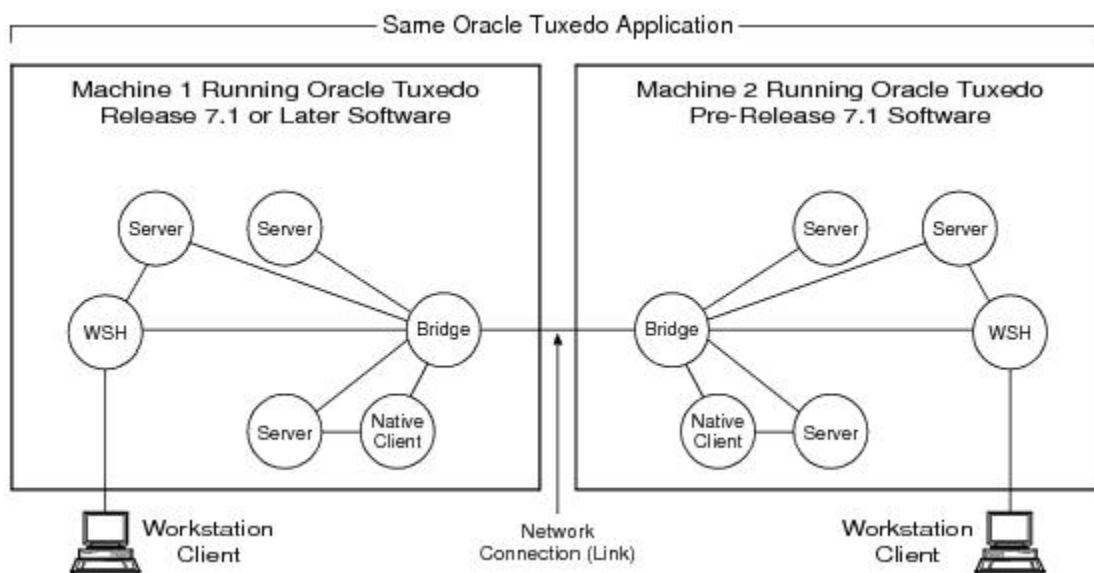 Same Oracle Tuxedo Application
Machine 1 Running Oracle Tuxedo
Release 7.1 or Later Software
Machine 2 Running Oracle Tuxedo
Pre-Release 7.1 Software
Server
Server
Server
Server
WSH
Bridge
Bridge
WSH
Server
Native
Client
Native
Client
Server
Workstation
Client
Network
Connection (Link)
Workstation
Client